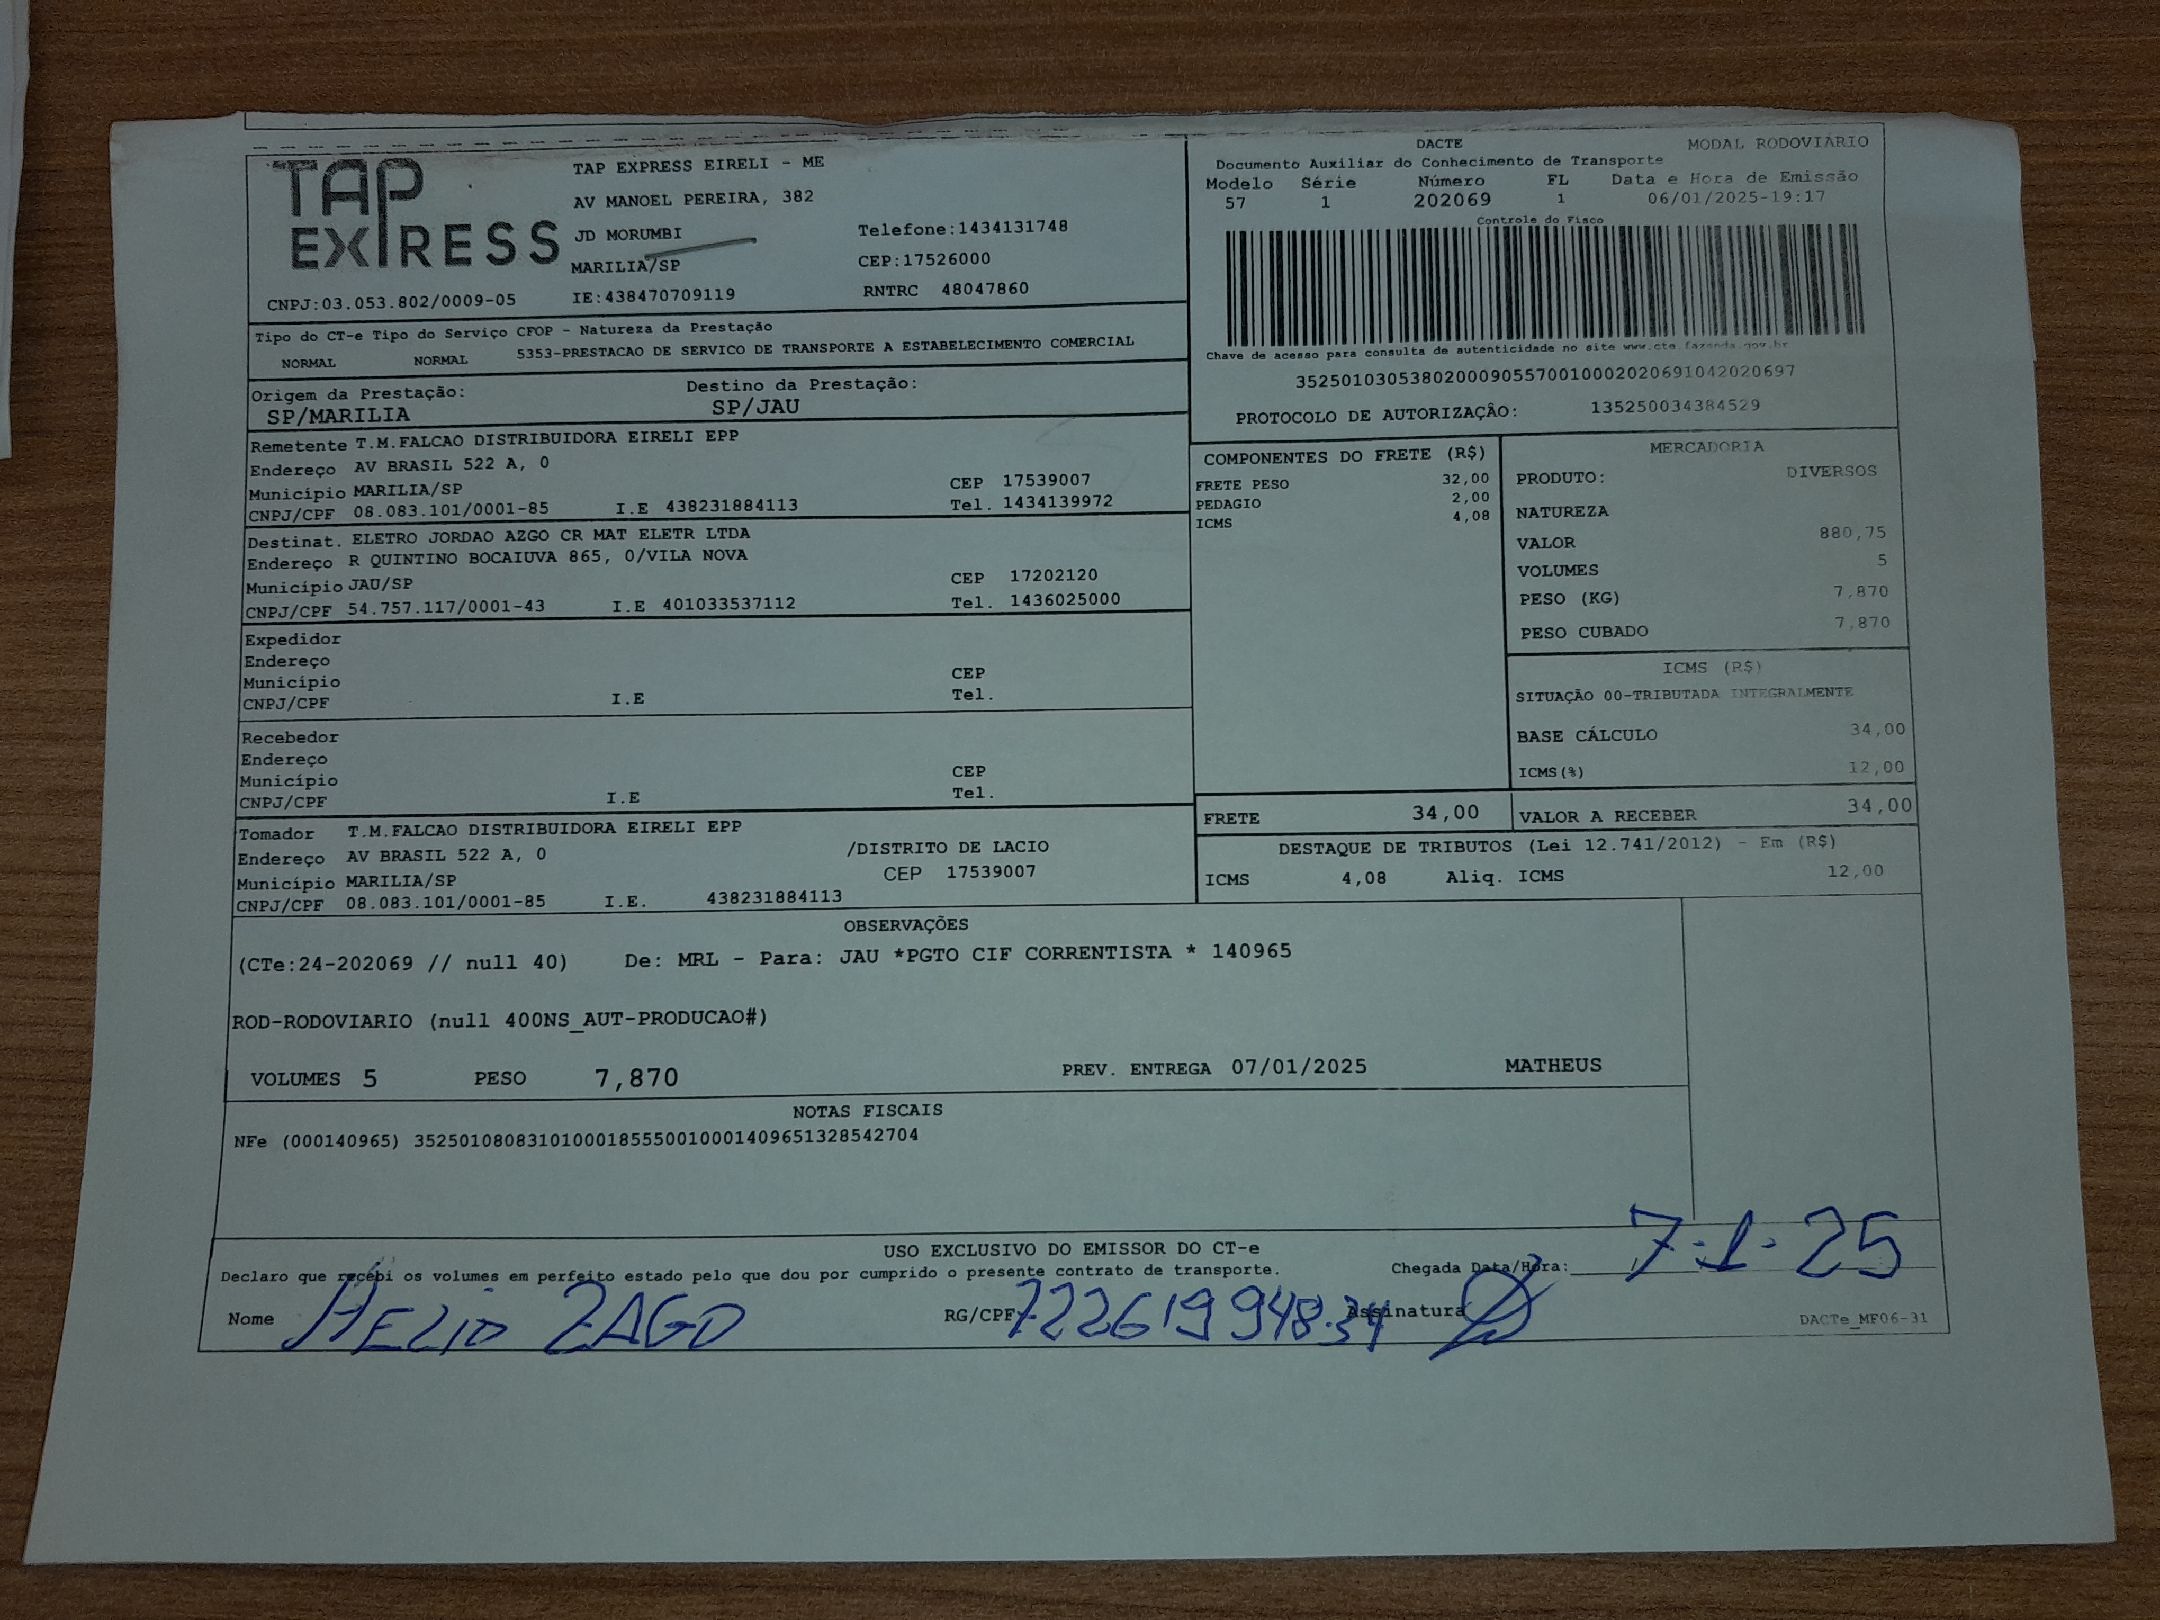 TAP
EXPRESS
TAP EXPRESS EIRELI - ME
AV MANOEL PEREIRA, 382
JD MORUMBI
Telefone:1434131748
MARILIA/SP
CEP:17526000
CNPJ:03.053.802/0009-05
IE:438470709119
RNTRC 48047860
DACTE
MODAL RODOVIÁRIO
Documento Auxiliar do Conhecimento de Transporte
Modelo Série Número FL Data e Hora de Emissão
57 1 202069 1 06/01/2025-19:17
Controle do Fisco
Chave de acesso para consulta de autenticidade no site www.cte.fazenda.gov.br
35250103053802000905570010002020691042020697
PROTOCOLO DE AUTORIZAÇÂO: 135250034384529
Tipo do CT-e Tipo do Serviço CFOP - Natureza da Prestação
NORMAL NORMAL 5353-PRESTACAO DE SERVICO DE TRANSPORTE A ESTABELECIMENTO COMERCIAL
Origem da Prestação: Destino da Prestação:
SP/MARILIA SP/JAU
Remetente T.M.FALCAO DISTRIBUIDORA EIRELI EPP
Endereço AV BRASIL 522 A, 0
Município MARILIA/SP CEP 17539007
CNPJ/CPF 08.083.101/0001-85 I.E 438231884113 Tel. 1434139972
Destinat. ELETRO JORDAO AZGO CR MAT ELETR LTDA
Endereço R QUINTINO BOCAIUVA 865, 0/VILA NOVA
Município JAU/SP CEP 17202120
CNPJ/CPF 54.757.117/0001-43 I.E 401033537112 Tel. 1436025000
Expedidor
Endereço
Município CEP
CNPJ/CPF I.E Tel.
Recebedor
Endereço
Município CEP
CNPJ/CPF I.E Tel.
Tomador T.M.FALCAO DISTRIBUIDORA EIRELI EPP
Endereço AV BRASIL 522 A, 0 /DISTRITO DE LACIO
Município MARILIA/SP CEP 17539007
CNPJ/CPF 08.083.101/0001-85 I.E. 438231884113
COMPONENTES DO FRETE (R$)
FRETE PESO 32,00
PEDAGIO 2,00
ICMS 4,08
MERCADORIA
PRODUTO: DIVERSOS
NATUREZA
VALOR 880,75
VOLUMES 5
PESO (KG) 7,870
PESO CUBADO 7,870
ICMS (R$)
SITUAÇÃO 00-TRIBUTADA INTEGRALMENTE
BASE CÁLCULO 34,00
ICMS(%) 12,00
FRETE 34,00 VALOR A RECEBER 34,00
DESTAQUE DE TRIBUTOS (Lei 12.741/2012) - Em (R$)
ICMS 4,08 Aliq. ICMS 12,00
OBSERVAÇÕES
(CTe:24-202069 // null 40) De: MRL - Para: JAU *PGTO CIF CORRENTISTA * 140965
ROD-RODOVIARIO (null 400NS_AUT-PRODUCAO#)
VOLUMES 5 PESO 7,870 PREV. ENTREGA 07/01/2025 MATHEUS
NOTAS FISCAIS
NFe (000140965) 35250108083101000185550010001409651328542704
USO EXCLUSIVO DO EMISSOR DO CT-e
Declaro que recebi os volumes em perfeito estado pelo que dou por cumprido o presente contrato de transporte. Chegada Data/Hora: 7-1-25
Nome HELIO ZAGO RG/CPF 722619948.34 Assinatura
DACTe_MF06-31